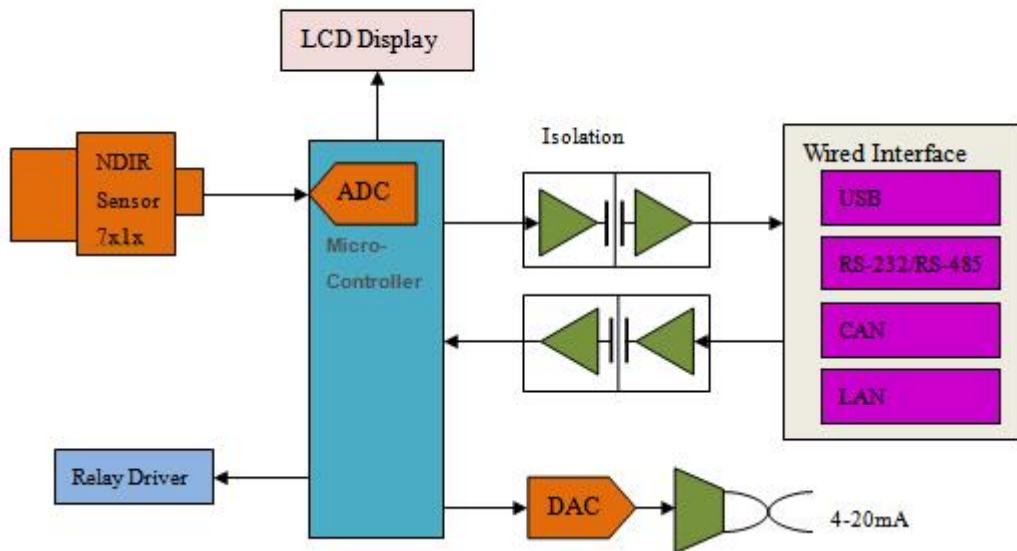 LCD Display
Isolation
NDIR
Sensor
7x1x
ADC
Micro-
Controller
Wired Interface
USB
RS-232/RS-485
CAN
LAN
Relay Driver
DAC
4-20mA